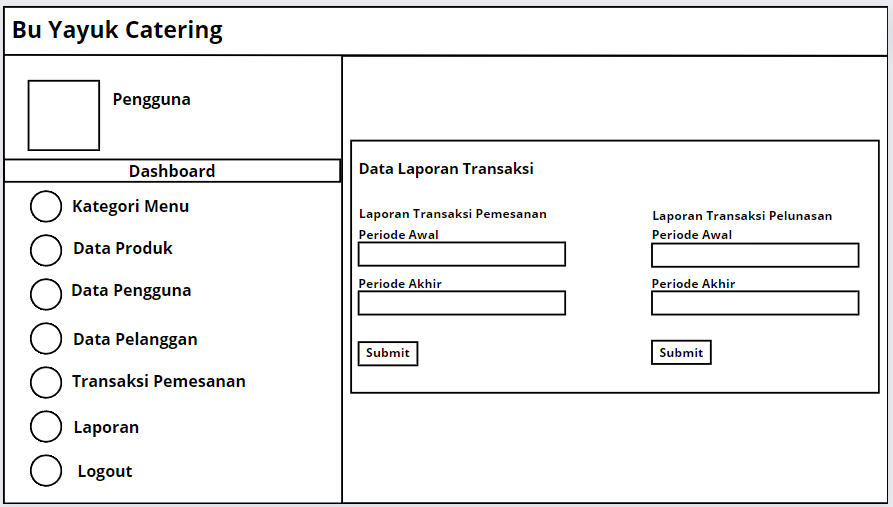 Bu Yayuk Catering
Pengguna
Dashboard
Kategori Menu
Data Produk
Data Pengguna
Data Pelanggan
Transaksi Pemesanan
Laporan
Logout
Data Laporan Transaksi
Laporan Transaksi Pemesanan
Periode Awal
Periode Akhir
Submit
Laporan Transaksi Pelunasan
Periode Awal
Periode Akhir
Submit